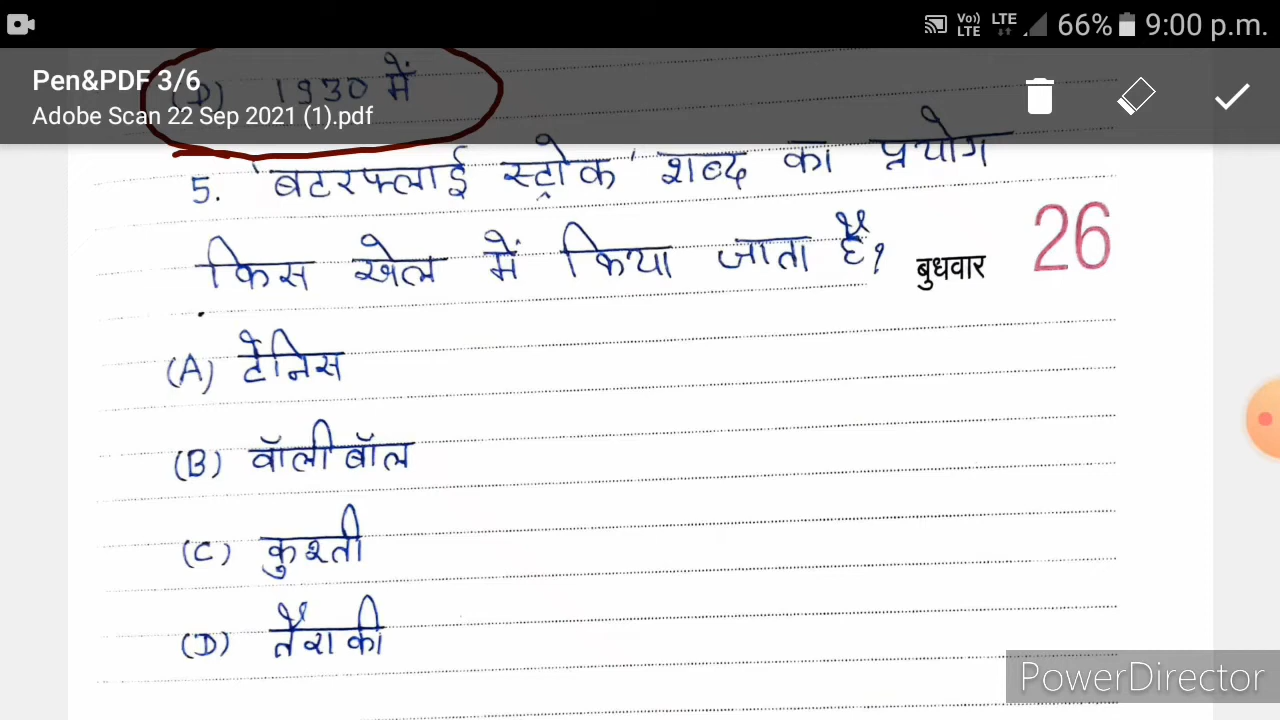 Vo)) LTE LTE 66% 9:00 p.m.
Pen&PDF 3/6
Adobe Scan 22 Sep 2021 (1).pdf
(D) 1930 में
5. 'बटरफ्लाई स्ट्रोक' शब्द का प्रयोग
किस खेल में किया जाता है?
बुधवार 26
(A) टेनिस
(B) वॉलीबॉल
(C) कुश्ती
(D) तैराकी
PowerDirector